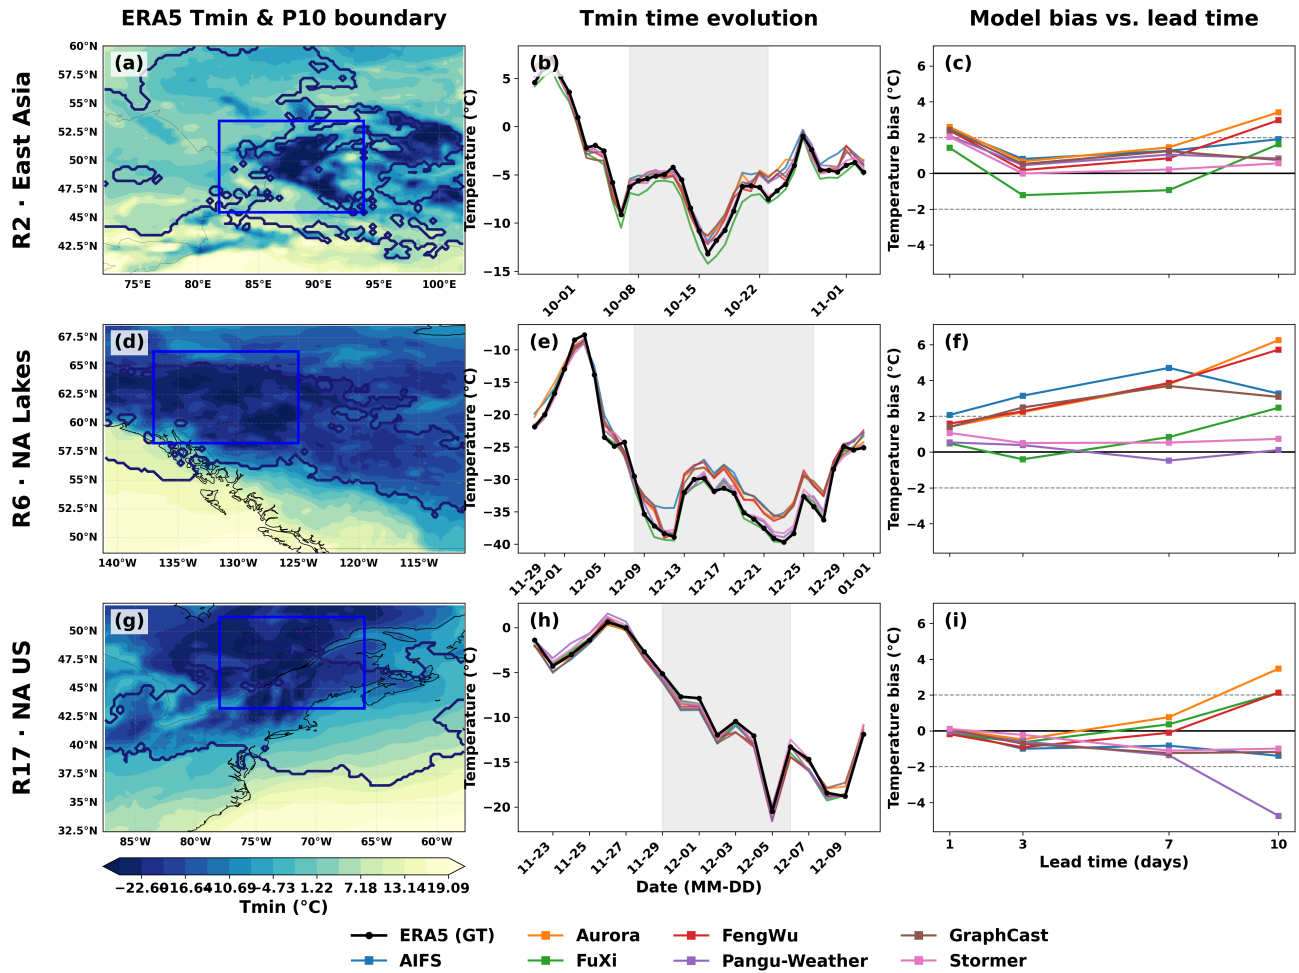 ERA5 Tmin & P10 boundary
Tmin time evolution
Model bias vs. lead time
R2 · East Asia
(a)
60°N
57.5°N
55°N
52.5°N
50°N
47.5°N
45°N
42.5°N
75°E 80°E 85°E 90°E 95°E 100°E
(b)
Temperature (°C)
5
0
−5
−10
−15
10-01 10-08 10-15 10-22 11-01
(c)
Temperature bias (°C)
6
4
2
0
−2
−4
R6 · NA Lakes
(d)
67.5°N
65°N
62.5°N
60°N
57.5°N
55°N
52.5°N
50°N
140°W 135°W 130°W 125°W 120°W 115°W
(e)
Temperature (°C)
−10
−15
−20
−25
−30
−35
−40
11-29 12-01 12-05 12-09 12-13 12-17 12-21 12-25 12-29 01-01
(f)
Temperature bias (°C)
6
4
2
0
−2
−4
R17 · NA US
(g)
50°N
47.5°N
45°N
42.5°N
40°N
37.5°N
35°N
32.5°N
85°W 80°W 75°W 70°W 65°W 60°W
(h)
Temperature (°C)
0
−5
−10
−15
−20
11-23 11-25 11-27 11-29 12-01 12-03 12-05 12-07 12-09
Date (MM-DD)
(i)
Temperature bias (°C)
6
4
2
0
−2
−4
1 3 7 10
Lead time (days)
−22.60 −16.64 −10.69 −4.73 1.22 7.18 13.14 19.09
Tmin (°C)
ERA5 (GT) Aurora FengWu GraphCast
AIFS FuXi Pangu-Weather Stormer